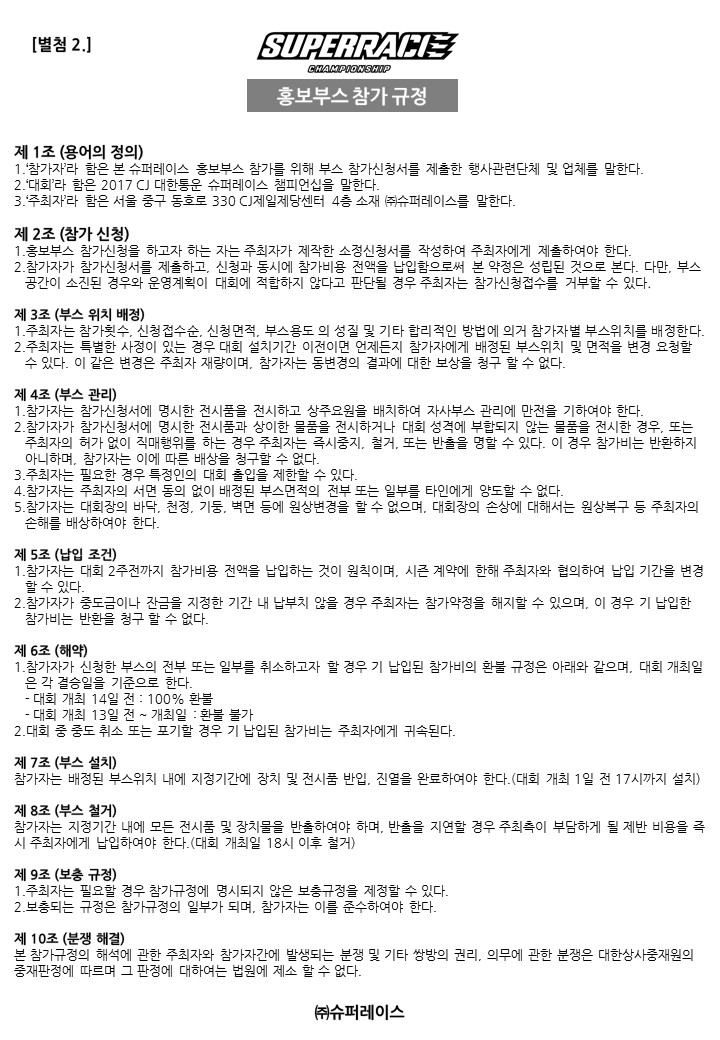 [별첨 2.]
SUPERRACE
CHAMPIONSHIP
홍보부스 참가 규정
제 1조 (용어의 정의)
1.‘참가자’라 함은 본 슈퍼레이스 홍보부스 참가를 위해 부스 참가신청서를 제출한 행사관련단체 및 업체를 말한다.
2.‘대회’라 함은 2017 CJ 대한통운 슈퍼레이스 챔피언십을 말한다.
3.‘주최자’라 함은 서울 중구 동호로 330 CJ제일제당센터 4층 소재 ㈜슈퍼레이스를 말한다.
제 2조 (참가 신청)
1.홍보부스 참가신청을 하고자 하는 자는 주최자가 제작한 소정신청서를 작성하여 주최자에게 제출하여야 한다.
2.참가자가 참가신청서를 제출하고, 신청과 동시에 참가비용 전액을 납입함으로써 본 약정은 성립된 것으로 본다. 다만, 부스
공간이 소진된 경우와 운영계획이 대회에 적합하지 않다고 판단될 경우 주최자는 참가신청접수를 거부할 수 있다.
제 3조 (부스 위치 배정)
1.주최자는 참가횟수, 신청접수순, 신청면적, 부스용도 의 성질 및 기타 합리적인 방법에 의거 참가자별 부스위치를 배정한다.
2.주최자는 특별한 사정이 있는 경우 대회 설치기간 이전이면 언제든지 참가자에게 배정된 부스위치 및 면적을 변경 요청할
수 있다. 이 같은 변경은 주최자 재량이며, 참가자는 동변경의 결과에 대한 보상을 청구 할 수 없다.
제 4조 (부스 관리)
1.참가자는 참가신청서에 명시한 전시품을 전시하고 상주요원을 배치하여 자사부스 관리에 만전을 기하여야 한다.
2.참가자가 참가신청서에 명시한 전시품과 상이한 물품을 전시하거나 대회 성격에 부합되지 않는 물품을 전시한 경우, 또는
주최자의 허가 없이 직매행위를 하는 경우 주최자는 즉시중지, 철거, 또는 반출을 명할 수 있다. 이 경우 참가비는 반환하지
아니하며, 참가자는 이에 따른 배상을 청구할 수 없다.
3.주최자는 필요한 경우 특정인의 대회 출입을 제한할 수 있다.
4.참가자는 주최자의 서면 동의 없이 배정된 부스면적의 전부 또는 일부를 타인에게 양도할 수 없다.
5.참가자는 대회장의 바닥, 천정, 기둥, 벽면 등에 원상변경을 할 수 없으며, 대회장의 손상에 대해서는 원상복구 등 주최자의
손해를 배상하여야 한다.
제 5조 (납입 조건)
1.참가자는 대회 2주전까지 참가비용 전액을 납입하는 것이 원칙이며, 시즌 계약에 한해 주최자와 협의하여 납입 기간을 변경
할 수 있다.
2.참가자가 중도금이나 잔금을 지정한 기간 내 납부치 않을 경우 주최자는 참가약정을 해지할 수 있으며, 이 경우 기 납입한
참가비는 반환을 청구 할 수 없다.
제 6조 (해약)
1.참가자가 신청한 부스의 전부 또는 일부를 취소하고자 할 경우 기 납입된 참가비의 환불 규정은 아래와 같으며, 대회 개최일
은 각 결승일을 기준으로 한다.
- 대회 개최 14일 전 : 100% 환불
- 대회 개최 13일 전 ~ 개최일 : 환불 불가
2.대회 중 중도 취소 또는 포기할 경우 기 납입된 참가비는 주최자에게 귀속된다.
제 7조 (부스 설치)
참가자는 배정된 부스위치 내에 지정기간에 장치 및 전시품 반입, 진열을 완료하여야 한다.(대회 개최 1일 전 17시까지 설치)
제 8조 (부스 철거)
참가자는 지정기간 내에 모든 전시품 및 장치물을 반출하여야 하며, 반출을 지연할 경우 주최측이 부담하게 될 제반 비용을 즉
시 주최자에게 납입하여야 한다.(대회 개최일 18시 이후 철거)
제 9조 (보충 규정)
1.주최자는 필요할 경우 참가규정에 명시되지 않은 보충규정을 제정할 수 있다.
2.보충되는 규정은 참가규정의 일부가 되며, 참가자는 이를 준수하여야 한다.
제 10조 (분쟁 해결)
본 참가규정의 해석에 관한 주최자와 참가자간에 발생되는 분쟁 및 기타 쌍방의 권리, 의무에 관한 분쟁은 대한상사중재원의
중재판정에 따르며 그 판정에 대하여는 법원에 제소 할 수 없다.
㈜슈퍼레이스